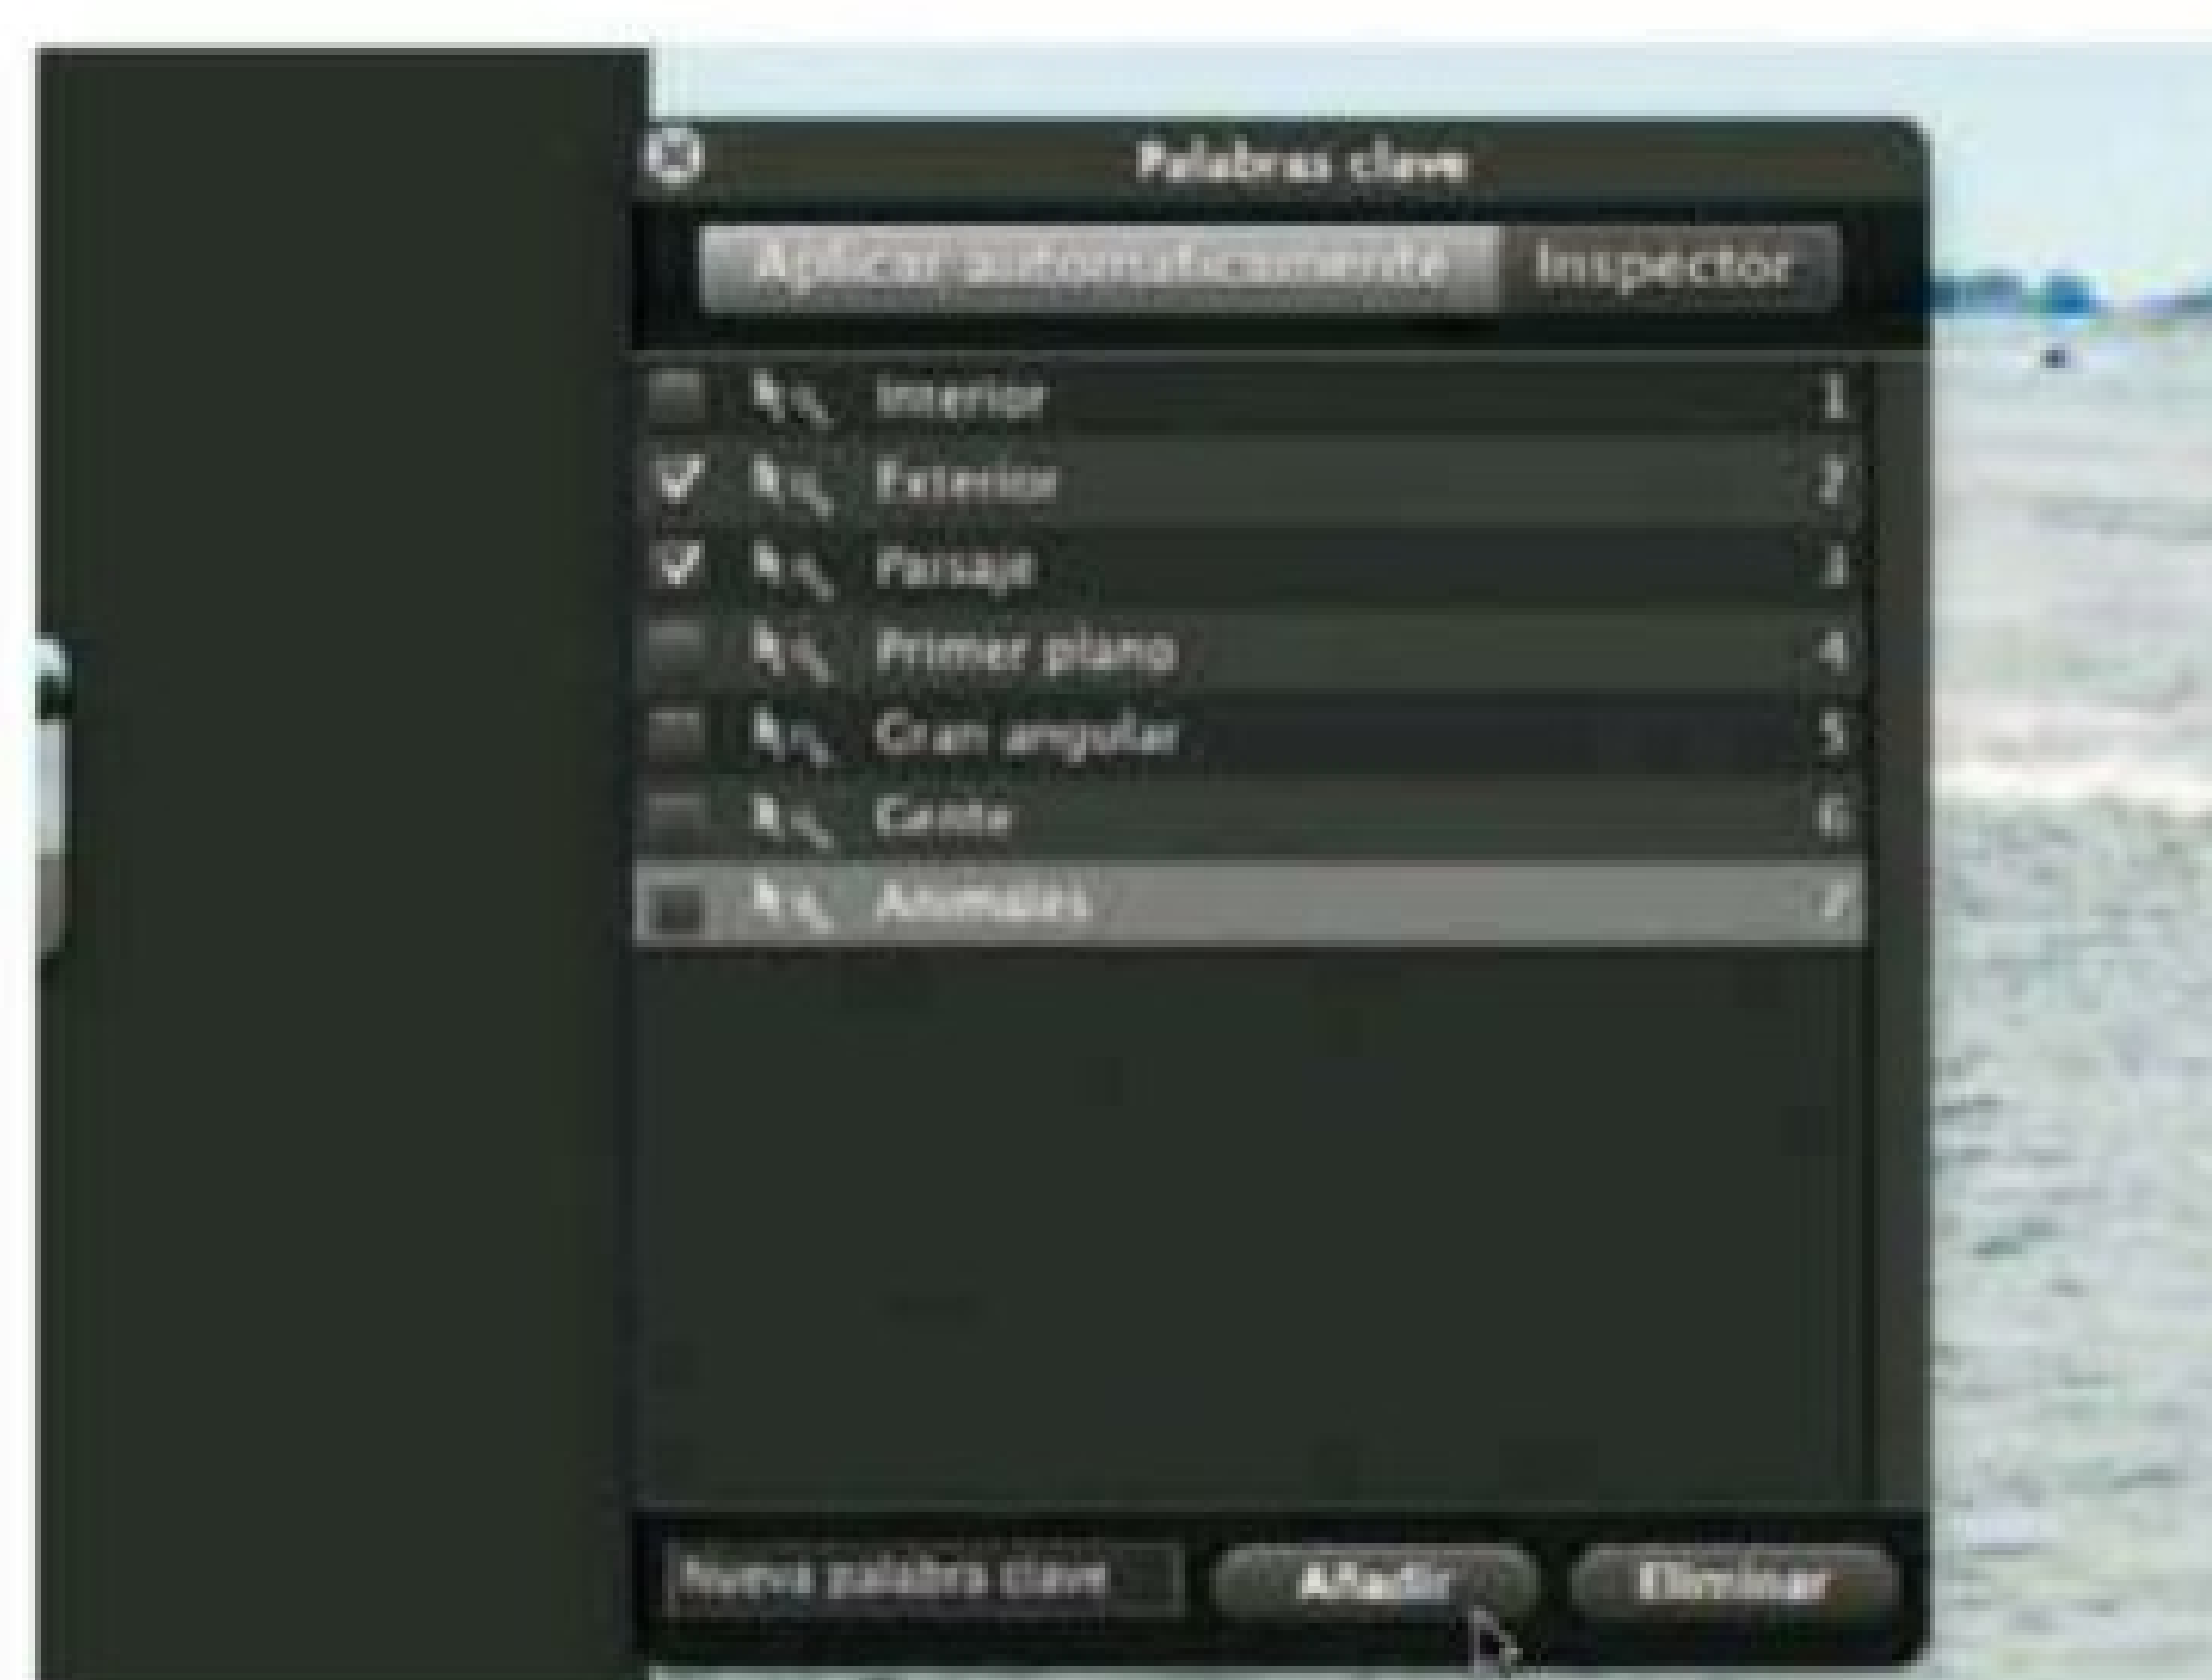 Palabras clave
Aplicar automáticamente Inspector
Interior 1
Exterior 2
Paisaje 3
Primer plano 4
Gran angular 5
Gente 6
Animales 7
Nueva palabra clave Añadir Eliminar